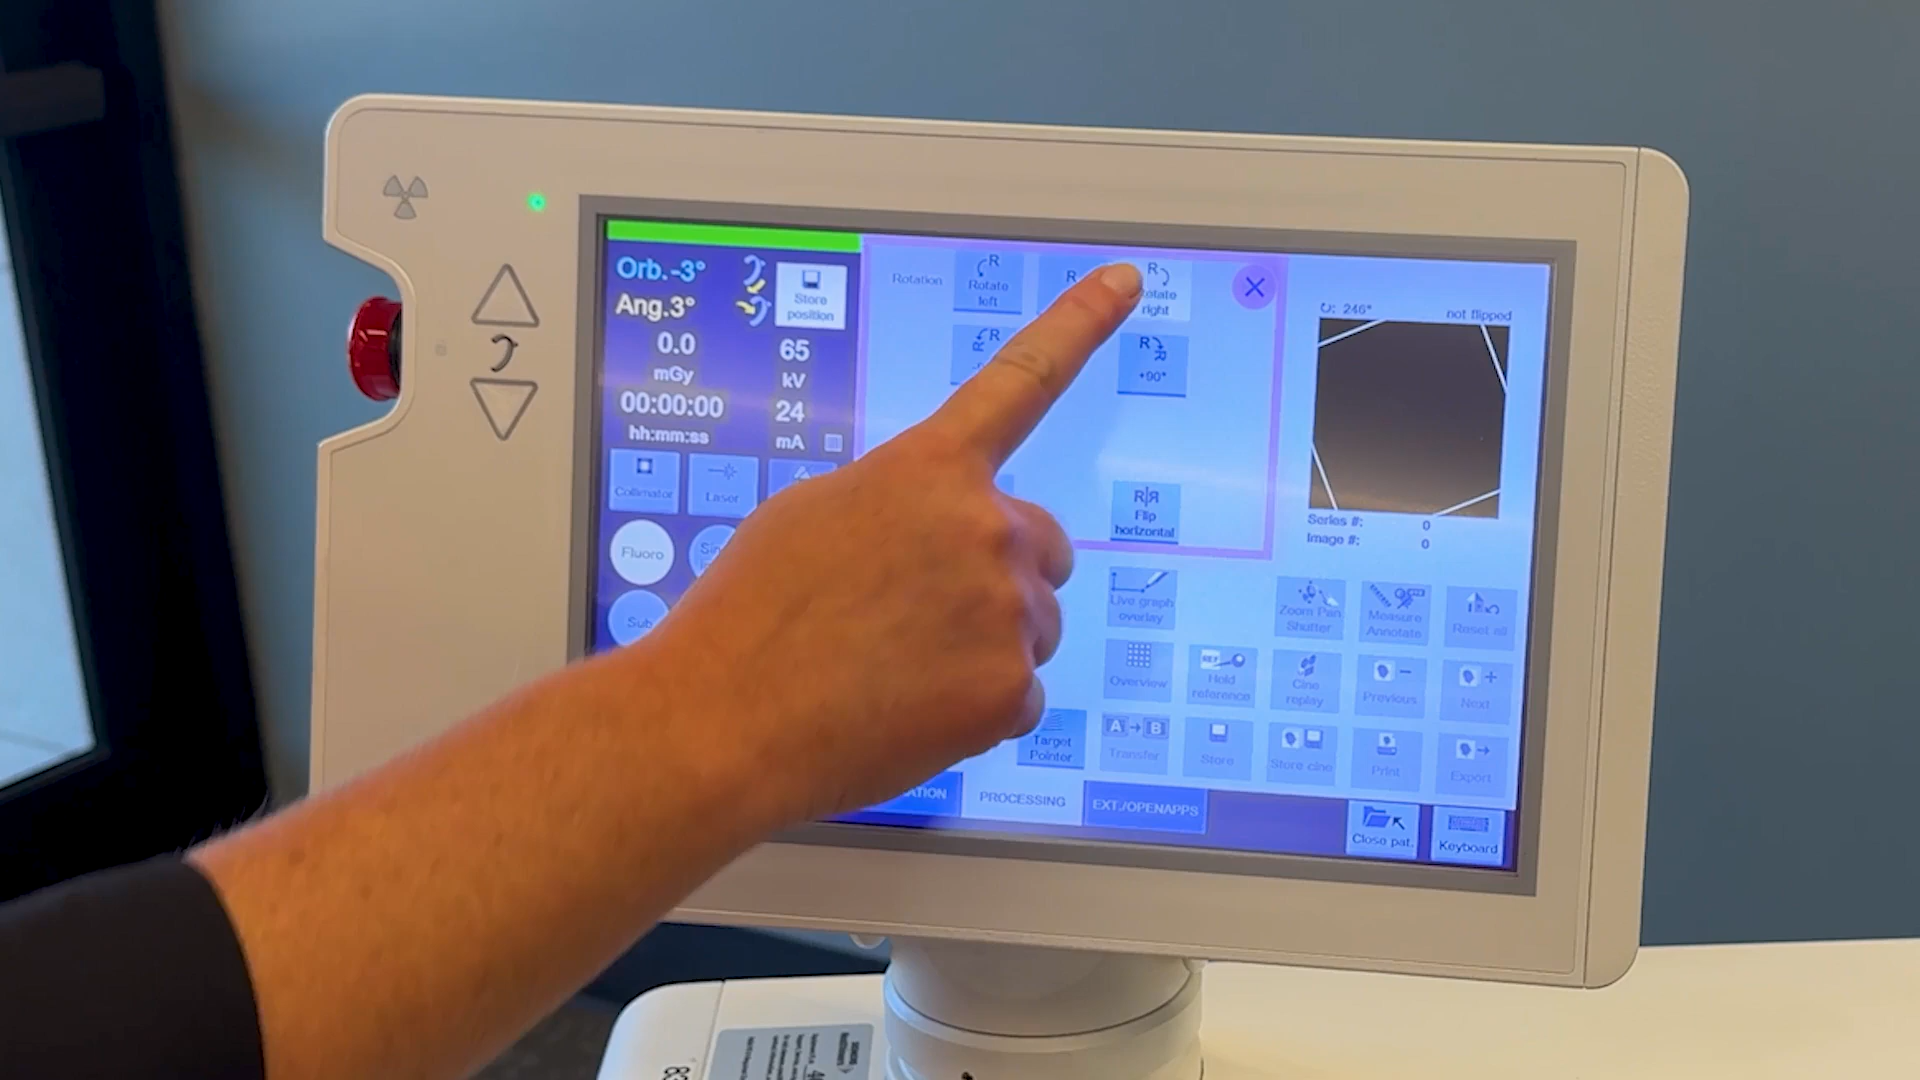 Orb.-3°
Ang.3°
Store
position
0.0
mGy
65
kV
00:00:00
hh:mm:ss
24
mA
Collimator
Laser
Fluoro
Sub
Rotation
R
Rotate
left
R
R
otate
right
R
R
+90°
R|R
Flip
horizontal
246°
not flipped
Series #: 0
Image #: 0
Live graph
overlay
Zoom Pan
Shutter
Measure
Annotate
Reset all
Overview
REF
Hold
reference
Cine
replay
Previous
Next
Target
Pointer
A→B
Transfer
Store
Store cine
Print
Export
ATION
PROCESSING
EXT./OPENAPPS
Close pat.
Keyboard